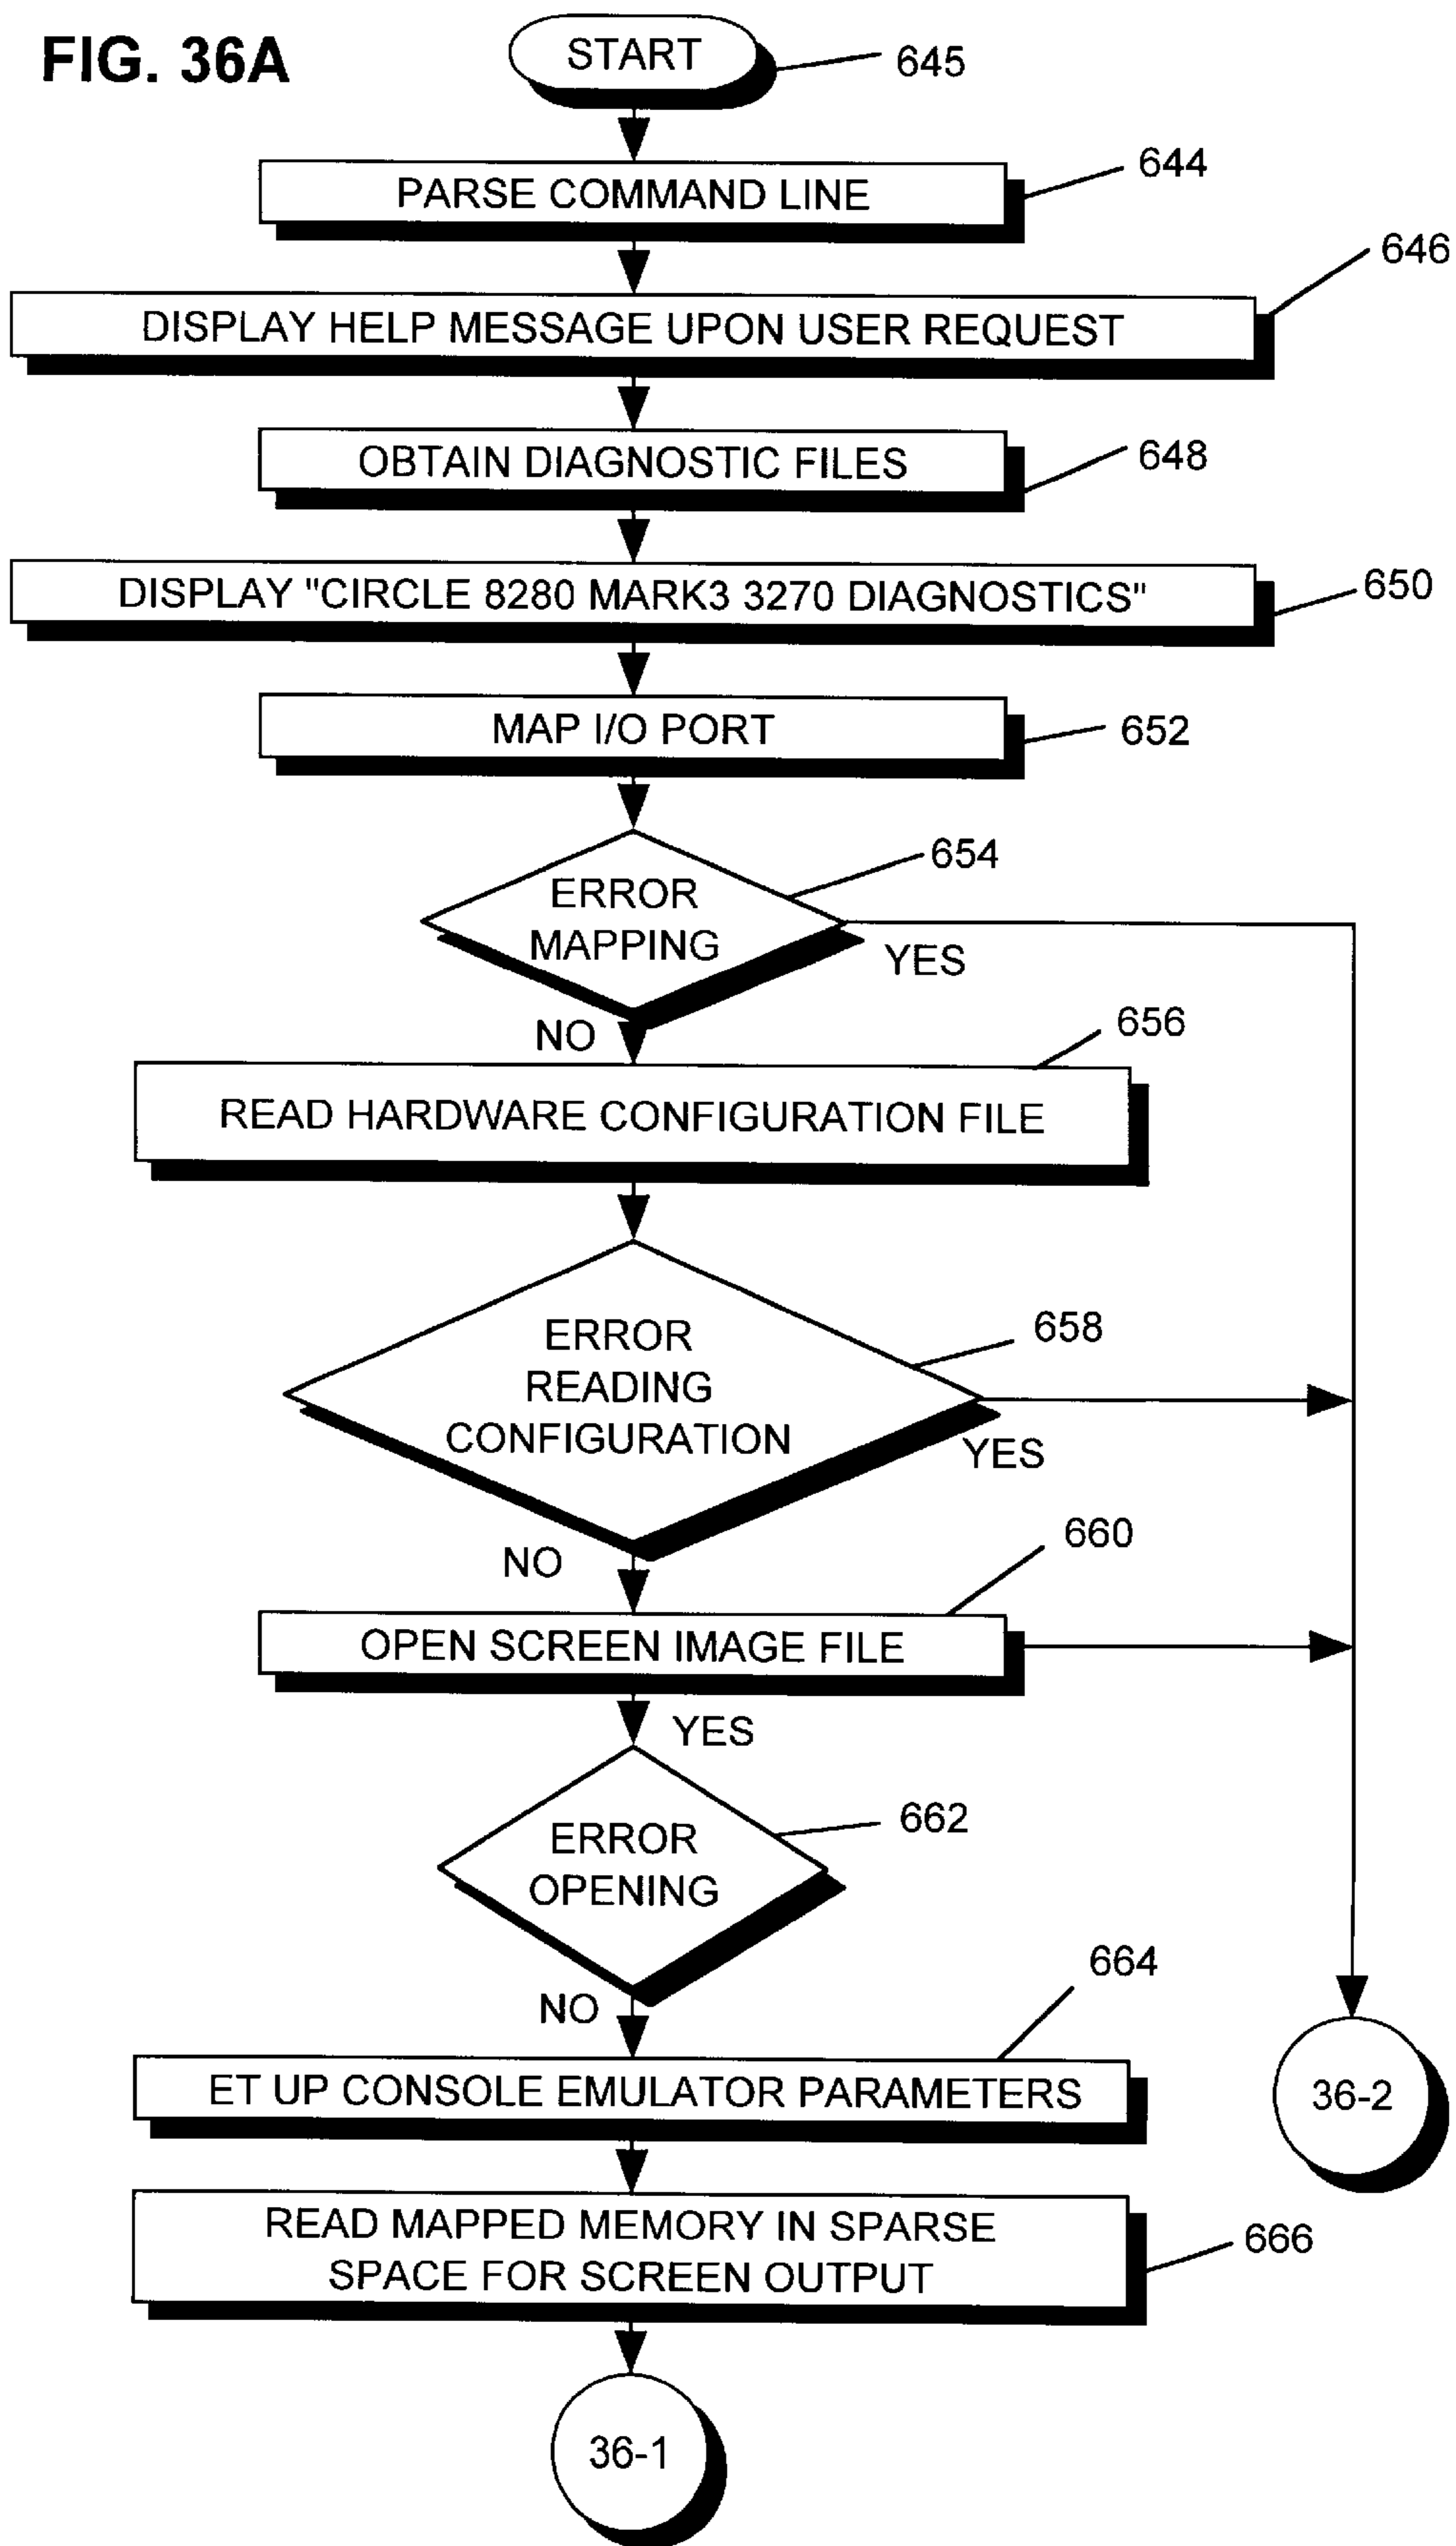 FIG. 36A
START
645
PARSE COMMAND LINE
644
646
DISPLAY HELP MESSAGE UPON USER REQUEST
OBTAIN DIAGNOSTIC FILES
648
DISPLAY "CIRCLE 8280 MARK3 3270 DIAGNOSTICS"
650
MAP I/O PORT
652
654
ERROR
MAPPING
YES
NO
656
READ HARDWARE CONFIGURATION FILE
658
ERROR
READING
CONFIGURATION
YES
NO
660
OPEN SCREEN IMAGE FILE
YES
662
ERROR
OPENING
NO
664
ET UP CONSOLE EMULATOR PARAMETERS
36-2
READ MAPPED MEMORY IN SPARSE
SPACE FOR SCREEN OUTPUT
666
36-1